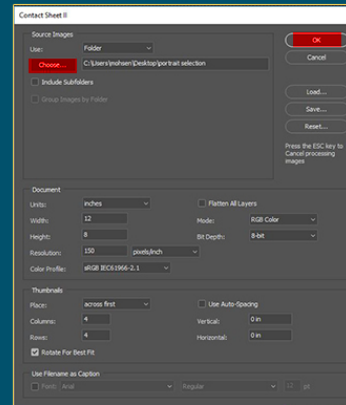 Contact Sheet II
Source Images
Use: Folder
Choose... C:\Users\mohsen\Desktop\portrait selection
Include Subfolders
Group Images by Folder
OK
Cancel
Load...
Save...
Reset...
Press the ESC key to
Cancel processing
images
Document
Units: inches
Flatten All Layers
Width: 12
Mode: RGB Color
Height: 8
Bit Depth: 8-bit
Resolution: 150 pixels/inch
Color Profile: sRGB IEC61966-2.1
Thumbnails
Place: across first
Use Auto-Spacing
Columns: 4
Vertical: 0 in
Rows: 4
Horizontal: 0 in
Rotate For Best Fit
Use Filename as Caption
Font: Arial Regular 12 pt